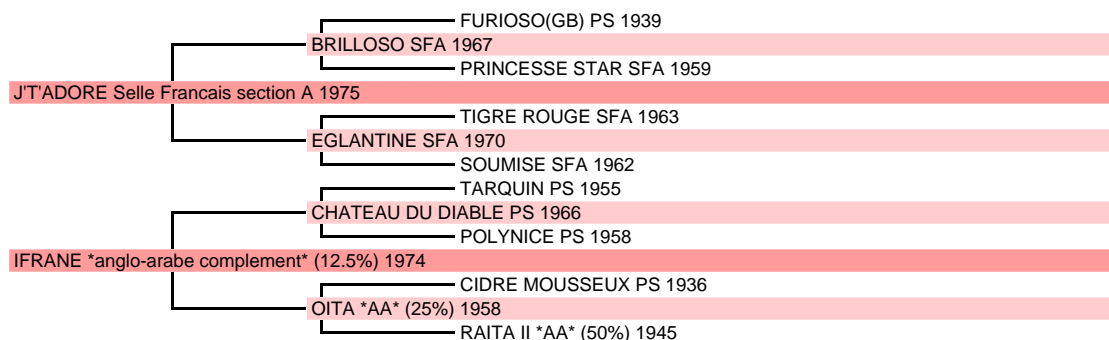 FURIOSO(GB) PS 1939
BRILLOSO SFA 1967
PRINCESSE STAR SFA 1959
J'T'ADORE Selle Francais section A 1975
TIGRE ROUGE SFA 1963
EGLANTINE SFA 1970
SOUMISE SFA 1962
TARQUIN PS 1955
CHATEAU DU DIABLE PS 1966
POLYNICE PS 1958
IFRANE *anglo-arabe complement* (12.5%) 1974
CIDRE MOUSSEUX PS 1936
OITA *AA* (25%) 1958
RAITA II *AA* (50%) 1945